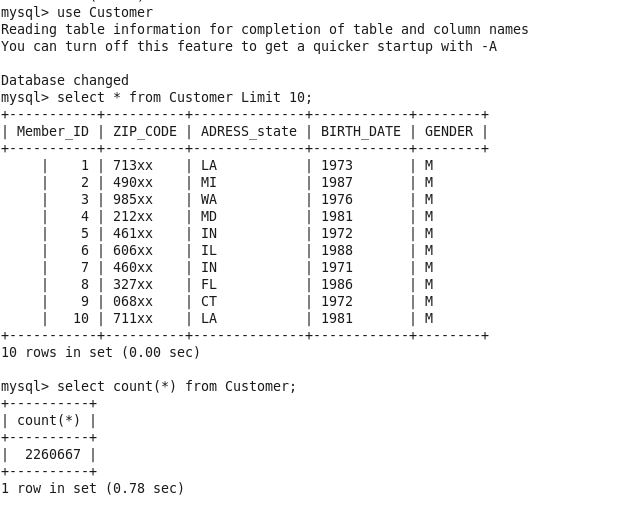 mysql> use Customer
Reading table information for completion of table and column names
You can turn off this feature to get a quicker startup with -A

Database changed
mysql> select * from Customer Limit 10;
+-----------+----------+--------------+------------+--------+
| Member_ID | ZIP_CODE | ADRESS_state | BIRTH_DATE | GENDER |
+-----------+----------+--------------+------------+--------+
     |    1 | 713xx    | LA           | 1973       | M
     |    2 | 490xx    | MI           | 1987       | M
     |    3 | 985xx    | WA           | 1976       | M
     |    4 | 212xx    | MD           | 1981       | M
     |    5 | 461xx    | IN           | 1972       | M
     |    6 | 606xx    | IL           | 1988       | M
     |    7 | 460xx    | IN           | 1971       | M
     |    8 | 327xx    | FL           | 1986       | M
     |    9 | 068xx    | CT           | 1972       | M
     |   10 | 711xx    | LA           | 1981       | M
+-----------+----------+--------------+------------+--------+
10 rows in set (0.00 sec)

mysql> select count(*) from Customer;
+----------+
| count(*) |
+----------+
|  2260667 |
+----------+
1 row in set (0.78 sec)